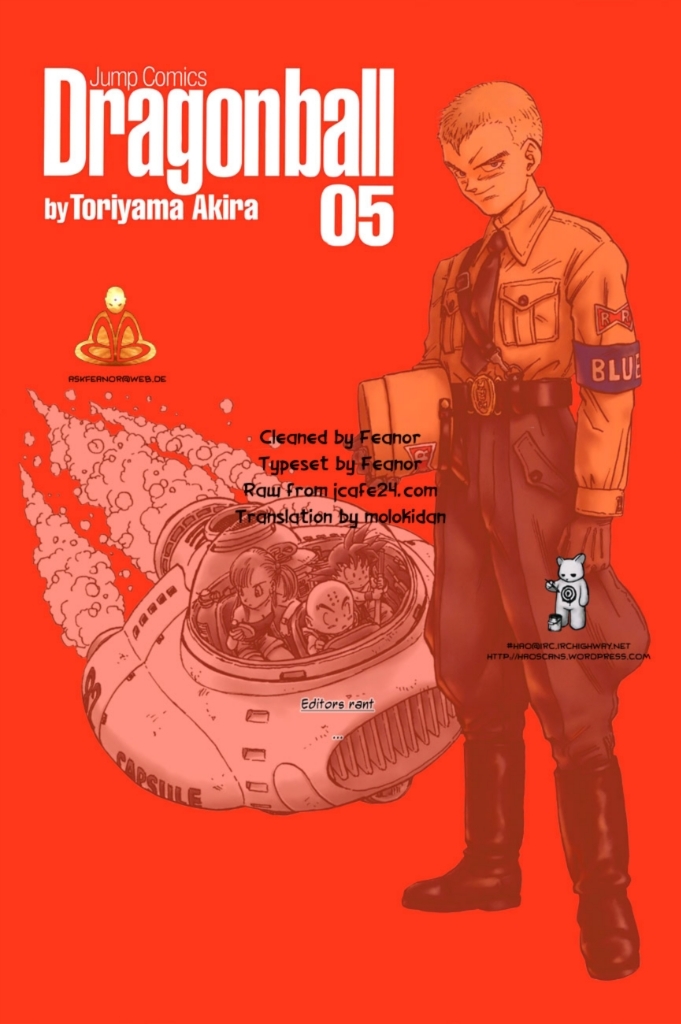 Jump Comics
Dragonball
by Toriyama Akira
05
ASKFEANOR@WEB.DE
R R
BLUE
Cleaned by Feanor
Typeset by Feanor
Raw from jcafe24.com
Translation by molokidan
#HAO@IRC.IRCHIGHWAY.NET
HTTP://HAOSCANS.WORDPRESS.COM
Editors rant
...
CAPSULE